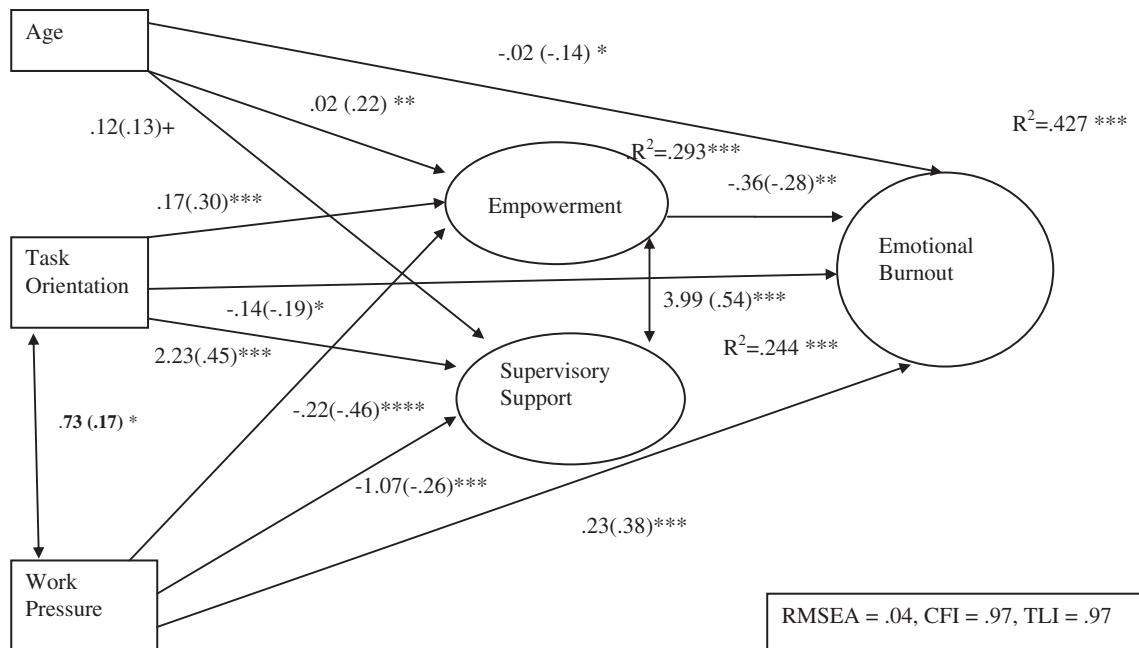 Age
-.02 (-.14) *
.02 (.22) **
R²=.427 ***
.12(.13)+
.R²=.293***
-.36(-.28)**
.17(.30)***
Empowerment
Task
Orientation
Emotional
Burnout
-.14(-.19)*
3.99 (.54)***
2.23(.45)***
R²=.244 ***
Supervisory
Support
-.22(-.46)****
.73 (.17) *
-1.07(-.26)***
.23(.38)***
Work
Pressure
RMSEA = .04, CFI = .97, TLI = .97